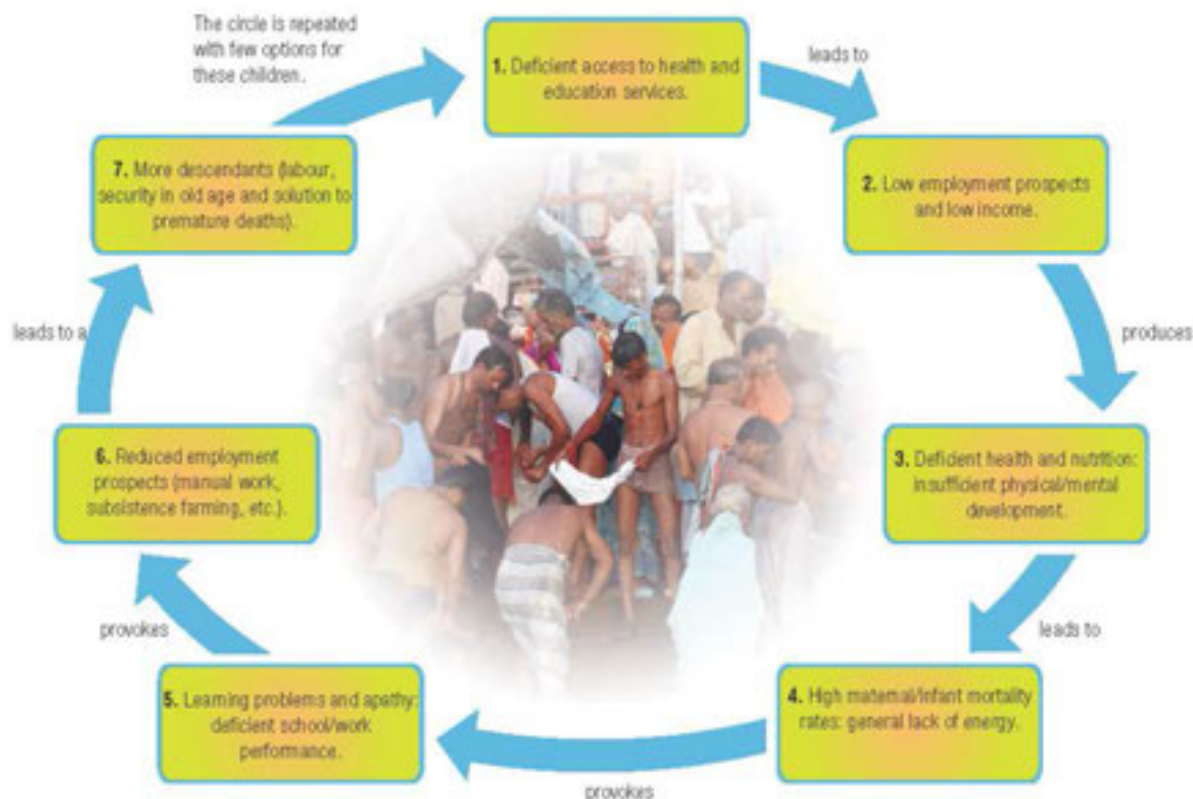 The circle is repeated
with few options for
these children.
1. Deficient access to health and
education services.
leads to
2. Low employment prospects
and low income.
produces
3. Deficient health and nutrition:
insufficient physical/mental
development.
leads to
4. High maternal/infant mortality
rates: general lack of energy.
provokes
5. Learning problems and apathy:
deficient school/work
performance.
provokes
6. Reduced employment
prospects (manual work,
subsistence farming, etc.).
leads to a
7. More descendants (labour,
security in old age and solution to
premature deaths).